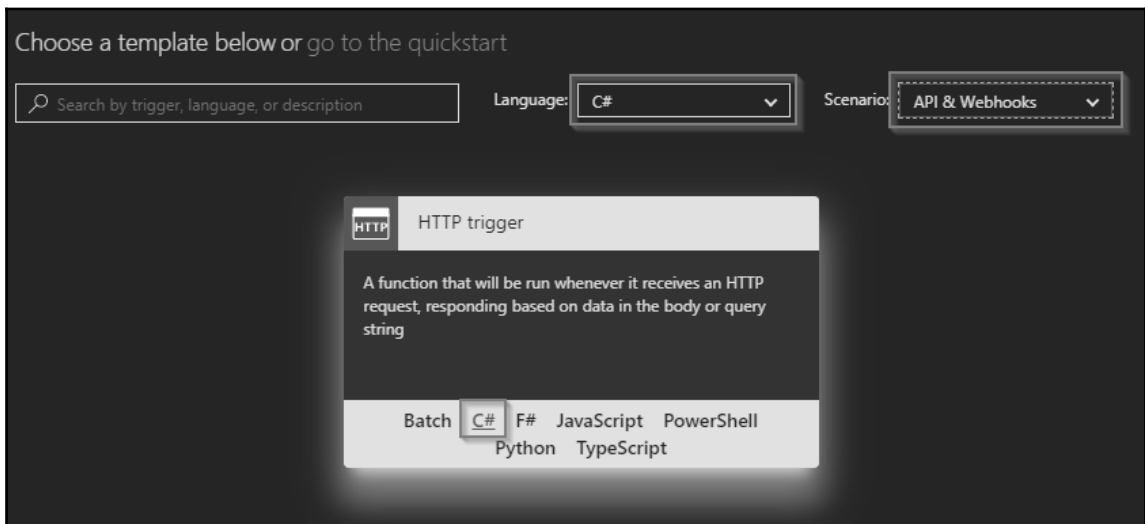 Choose a template below or go to the quickstart
Search by trigger, language, or description
Language: C#
Scenario: API & Webhooks
HTTP
HTTP trigger
A function that will be run whenever it receives an HTTP
request, responding based on data in the body or query
string
Batch C# F# JavaScript PowerShell
Python TypeScript